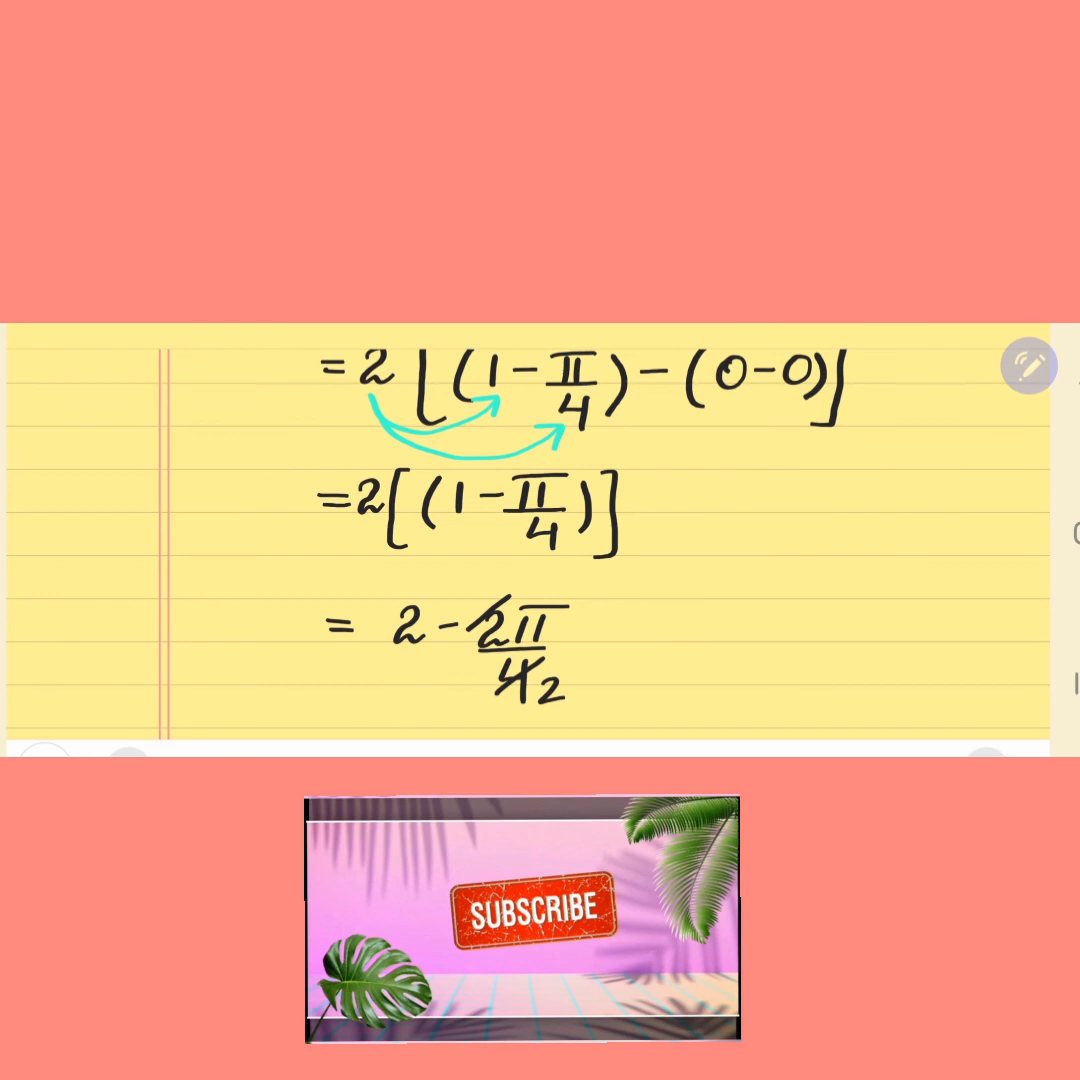 = 2 [(1 - π/4) - (0 - 0)]
= 2 [(1 - π/4)]
= 2 - 2π/4 2
SUBSCRIBE